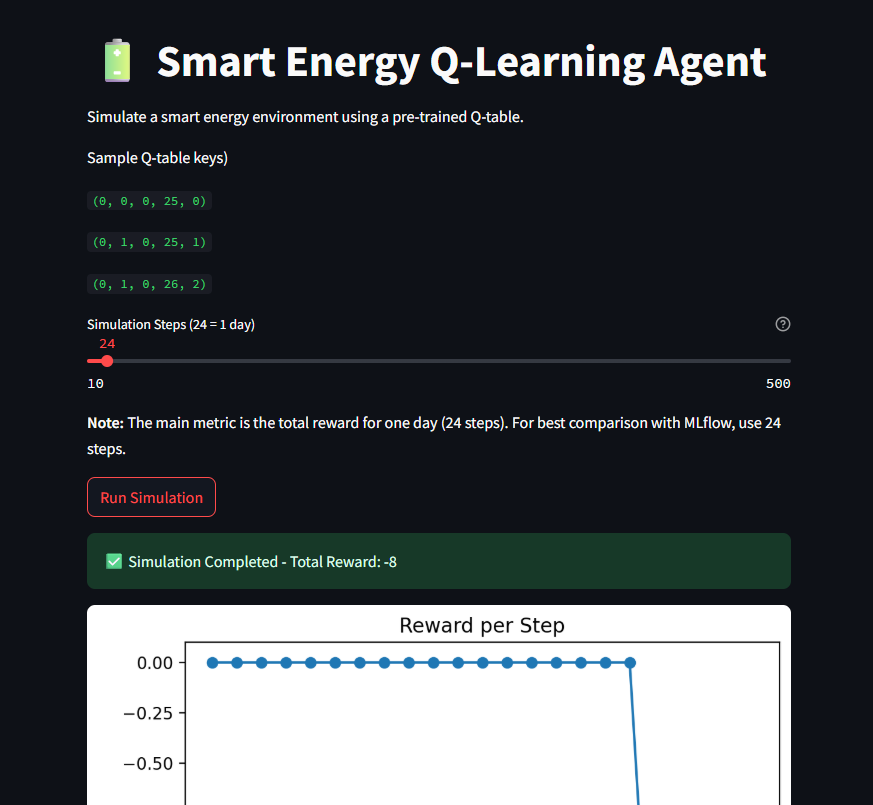 Smart Energy Q-Learning Agent
Simulate a smart energy environment using a pre-trained Q-table.
Sample Q-table keys)
(0, 0, 0, 25, 0)
(0, 1, 0, 25, 1)
(0, 1, 0, 26, 2)
Simulation Steps (24 = 1 day)
24
10
500
Note: The main metric is the total reward for one day (24 steps). For best comparison with MLflow, use 24
steps.
Run Simulation
✅ Simulation Completed - Total Reward: -8
Reward per Step
0.00
−0.25
−0.50